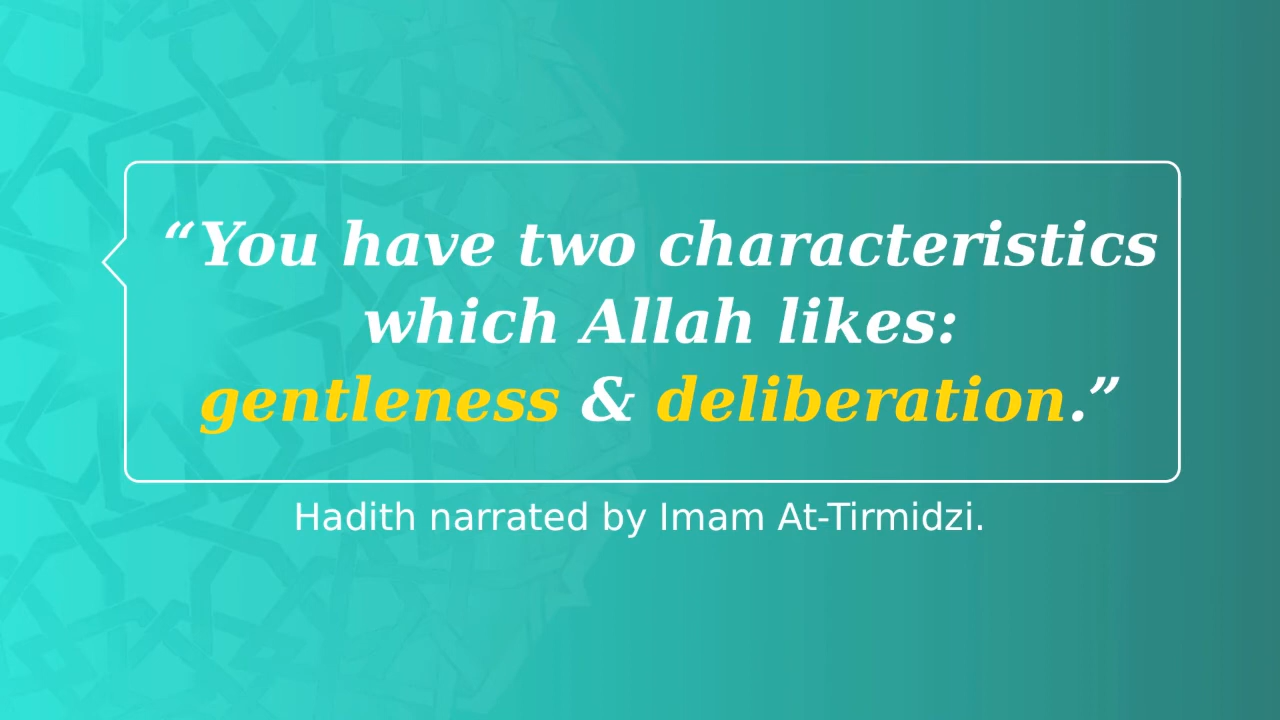 “You have two characteristics
which Allah likes:
gentleness & deliberation.”
Hadith narrated by Imam At-Tirmidzi.